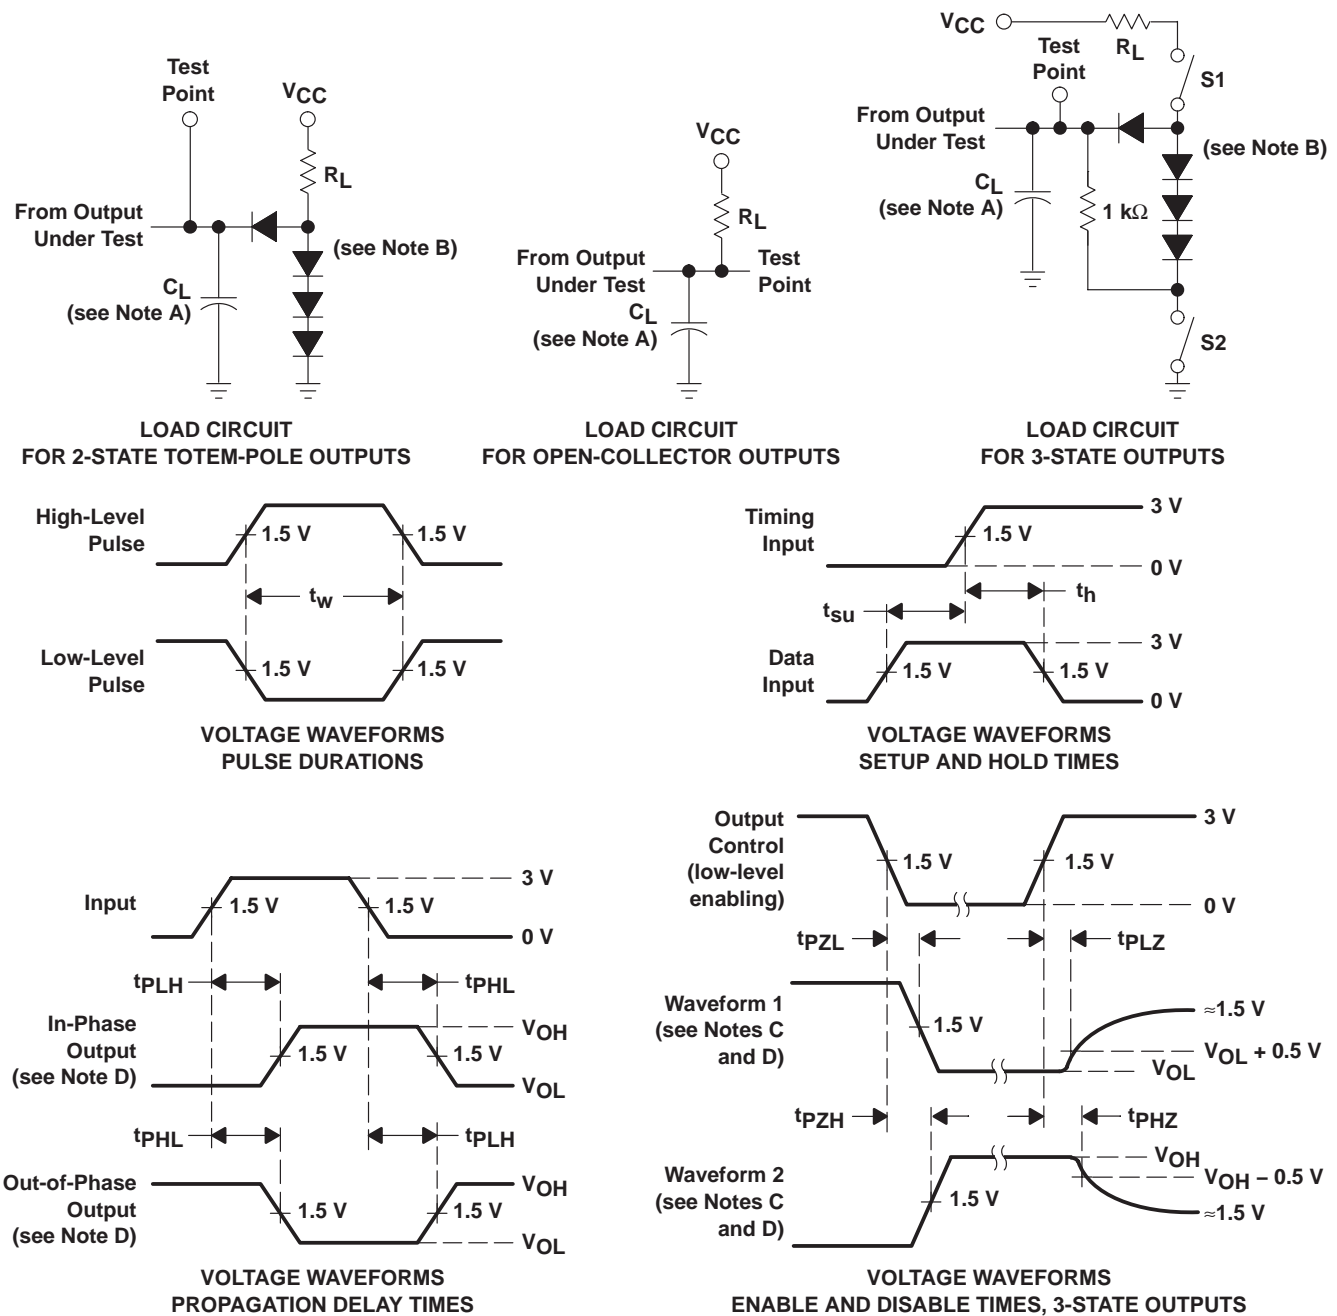 Test
Point
VCC
RL
From Output
Under Test
(see Note B)
CL
(see Note A)
LOAD CIRCUIT
FOR 2-STATE TOTEM-POLE OUTPUTS
VCC
RL
From Output
Under Test
Test
Point
CL
(see Note A)
LOAD CIRCUIT
FOR OPEN-COLLECTOR OUTPUTS
VCC
RL
Test
Point
S1
From Output
Under Test
(see Note B)
CL
(see Note A)
1 kΩ
S2
LOAD CIRCUIT
FOR 3-STATE OUTPUTS
High-Level
Pulse
1.5 V
1.5 V
tw
Low-Level
Pulse
1.5 V
1.5 V
VOLTAGE WAVEFORMS
PULSE DURATIONS
Timing
Input
3 V
1.5 V
0 V
th
tsu
Data
Input
3 V
1.5 V
1.5 V
0 V
VOLTAGE WAVEFORMS
SETUP AND HOLD TIMES
Input
3 V
1.5 V
1.5 V
0 V
tPLH
tPHL
In-Phase
Output
(see Note D)
VOH
1.5 V
1.5 V
VOL
tPHL
tPLH
Out-of-Phase
Output
(see Note D)
VOH
1.5 V
1.5 V
VOL
VOLTAGE WAVEFORMS
PROPAGATION DELAY TIMES
Output
Control
(low-level
enabling)
3 V
1.5 V
1.5 V
0 V
tPZL
tPLZ
Waveform 1
(see Notes C
and D)
1.5 V
≈1.5 V
VOL + 0.5 V
VOL
tPZH
tPHZ
Waveform 2
(see Notes C
and D)
1.5 V
VOH
VOH – 0.5 V
≈1.5 V
VOLTAGE WAVEFORMS
ENABLE AND DISABLE TIMES, 3-STATE OUTPUTS